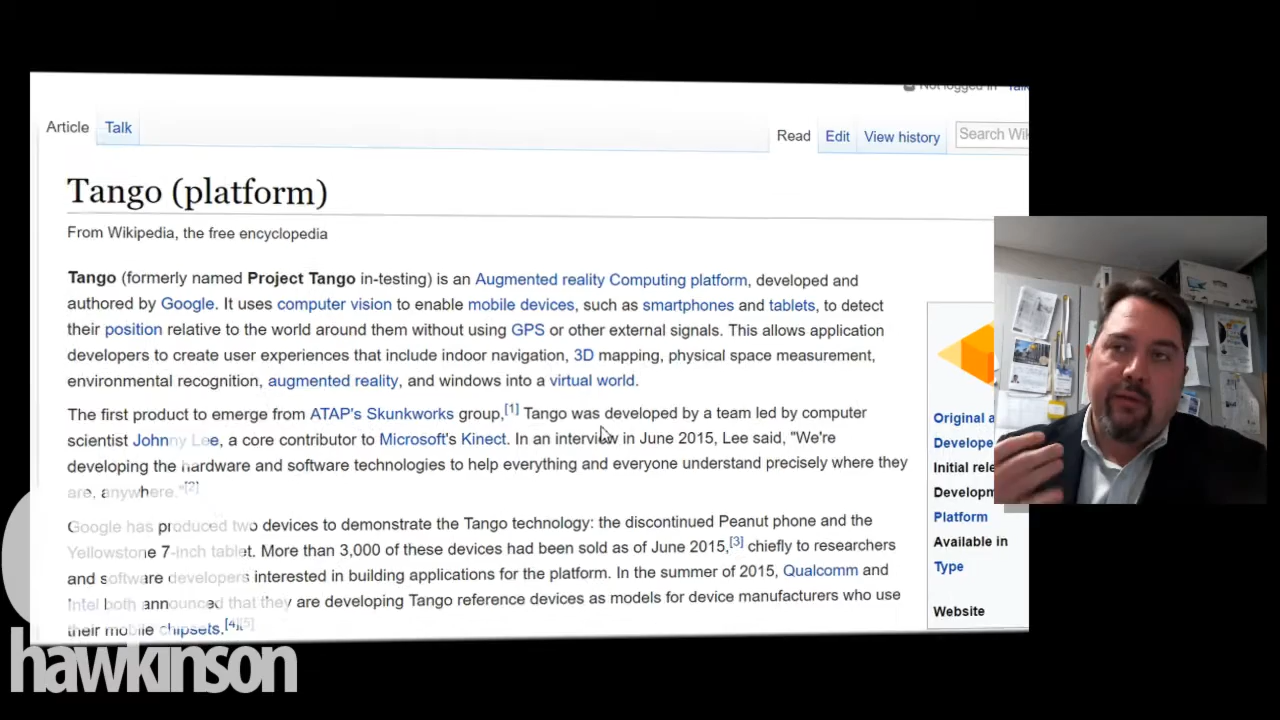 Not logged in Talk
Article Talk
Read Edit View history Search Wi
Tango (platform)
From Wikipedia, the free encyclopedia
Tango (formerly named Project Tango in-testing) is an Augmented reality Computing platform, developed and
authored by Google. It uses computer vision to enable mobile devices, such as smartphones and tablets, to detect
their position relative to the world around them without using GPS or other external signals. This allows application
developers to create user experiences that include indoor navigation, 3D mapping, physical space measurement,
environmental recognition, augmented reality, and windows into a virtual world.
The first product to emerge from ATAP's Skunkworks group,[1] Tango was developed by a team led by computer
scientist Johnny Lee, a core contributor to Microsoft's Kinect. In an interview in June 2015, Lee said, "We're
developing the hardware and software technologies to help everything and everyone understand precisely where they
are, anywhere."[2]
Google has produced two devices to demonstrate the Tango technology: the discontinued Peanut phone and the
Yellowstone 7-inch tablet. More than 3,000 of these devices had been sold as of June 2015,[3] chiefly to researchers
and software developers interested in building applications for the platform. In the summer of 2015, Qualcomm and
Intel both announced that they are developing Tango reference devices as models for device manufacturers who use
their mobile chipsets.[4][5]
Original a
Develope
Initial rele
Developm
Platform
Available in
Type
Website
hawkinson